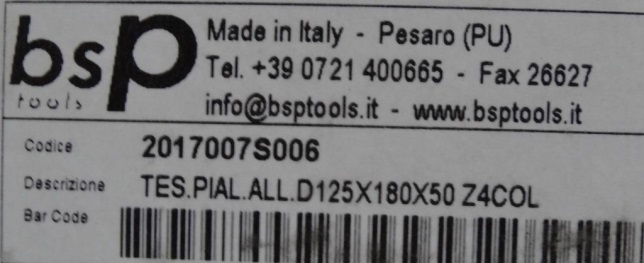 bsp tools
Made in Italy - Pesaro (PU)
Tel. +39 0721 400665 - Fax 26627
info@bsptools.it - www.bsptools.it
Codice 2017007S006
Descrizione TES.PIAL.ALL.D125X180X50 Z4COL
Bar Code